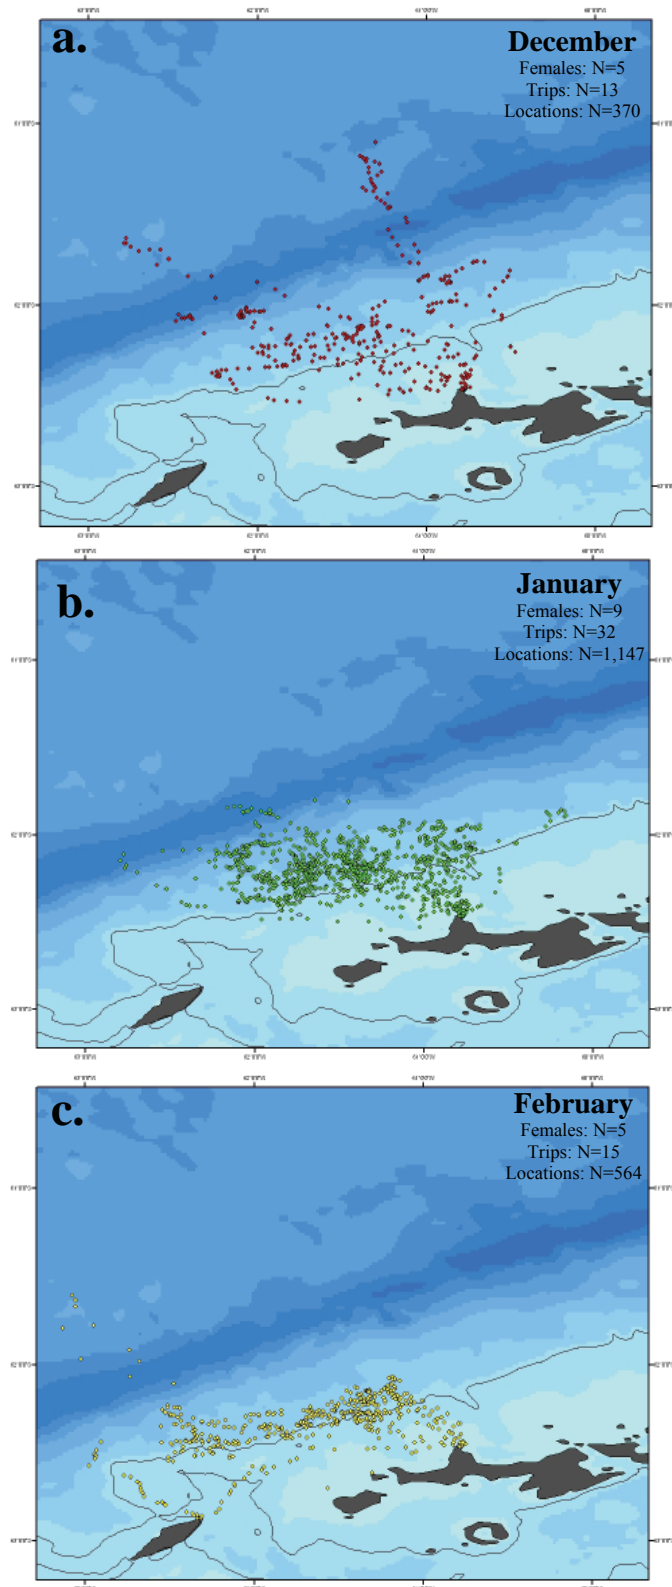 a.
December
Females: N=5
Trips: N=13
Locations: N=370
b.
January
Females: N=9
Trips: N=32
Locations: N=1,147
c.
February
Females: N=5
Trips: N=15
Locations: N=564